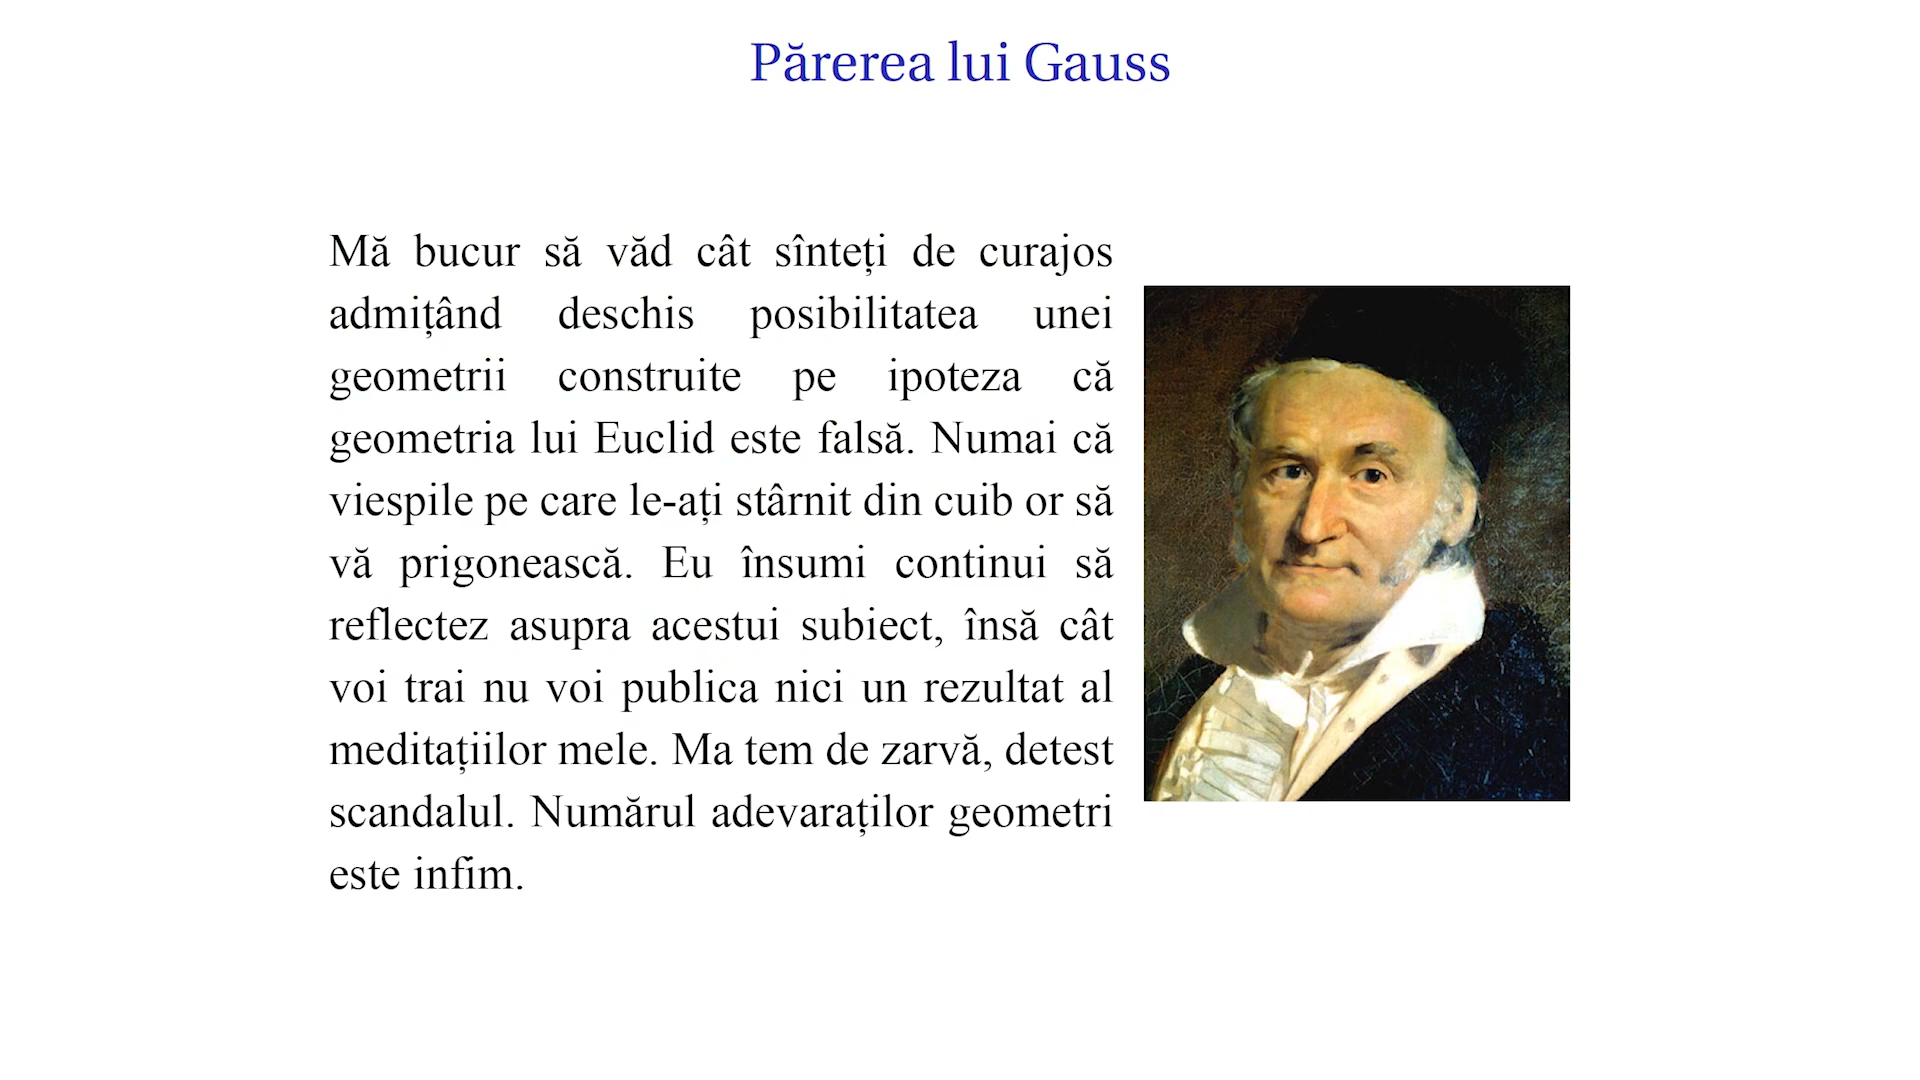 Părerea lui Gauss
Mă bucur să văd cât sînteți de curajos
admițând deschis posibilitatea unei
geometrii construite pe ipoteza că
geometria lui Euclid este falsă. Numai că
viespile pe care le-ați stârnit din cuib or să
vă prigonească. Eu însumi continui să
reflectez asupra acestui subiect, însă cât
voi trai nu voi publica nici un rezultat al
meditațiilor mele. Ma tem de zarvă, detest
scandalul. Numărul adevaraților geometri
este infim.